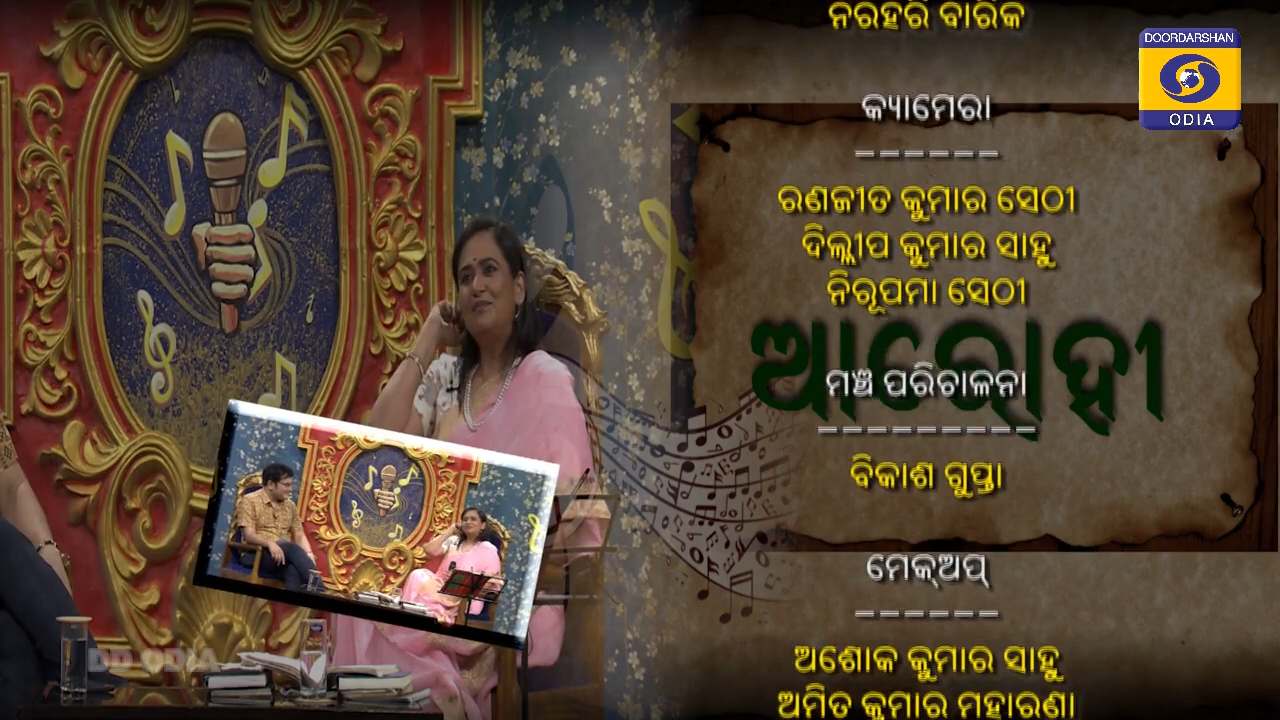 ନରହରି ବାରିକ
DOORDARSHAN
ODIA
କ୍ୟାମେରା
------
ରଣଜୀତ କୁମାର ସେଠୀ
ଦିଲ୍ଲୀପ କୁମାର ସାହୁ
ନିରୂପମା ସେଠୀ
ଆରୋହୀ
ମଞ୍ଚ ପରିଚାଳନା
---------
ବିକାଶ ଗୁପ୍ତା
ମେକ୍ଅପ୍
------
ଅଶୋକ କୁମାର ସାହୁ
ଅମିତ କୁମାର ମହାରଣା
DD ODIA